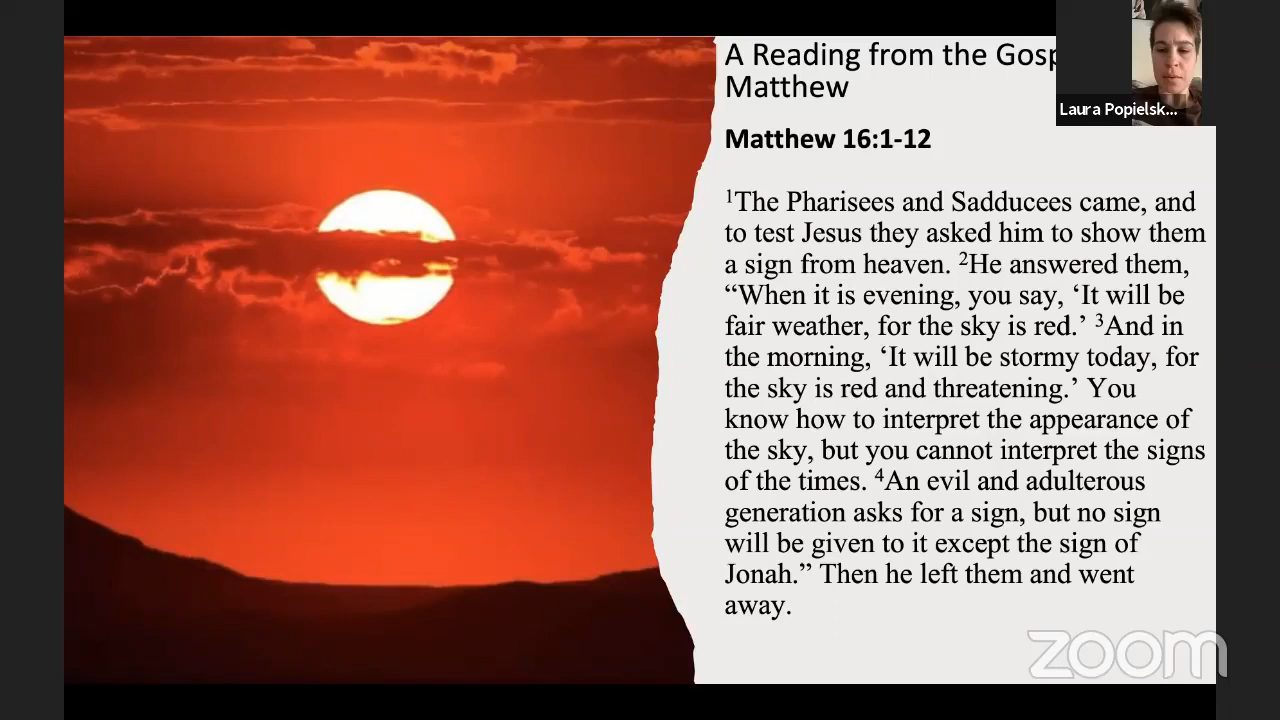 A Reading from the Gosp
Matthew
Laura Popielsk...
Matthew 16:1-12
¹The Pharisees and Sadducees came, and
to test Jesus they asked him to show them
a sign from heaven. ²He answered them,
“When it is evening, you say, ‘It will be
fair weather, for the sky is red.’ ³And in
the morning, ‘It will be stormy today, for
the sky is red and threatening.’ You
know how to interpret the appearance of
the sky, but you cannot interpret the signs
of the times. ⁴An evil and adulterous
generation asks for a sign, but no sign
will be given to it except the sign of
Jonah.” Then he left them and went
away.
zoom